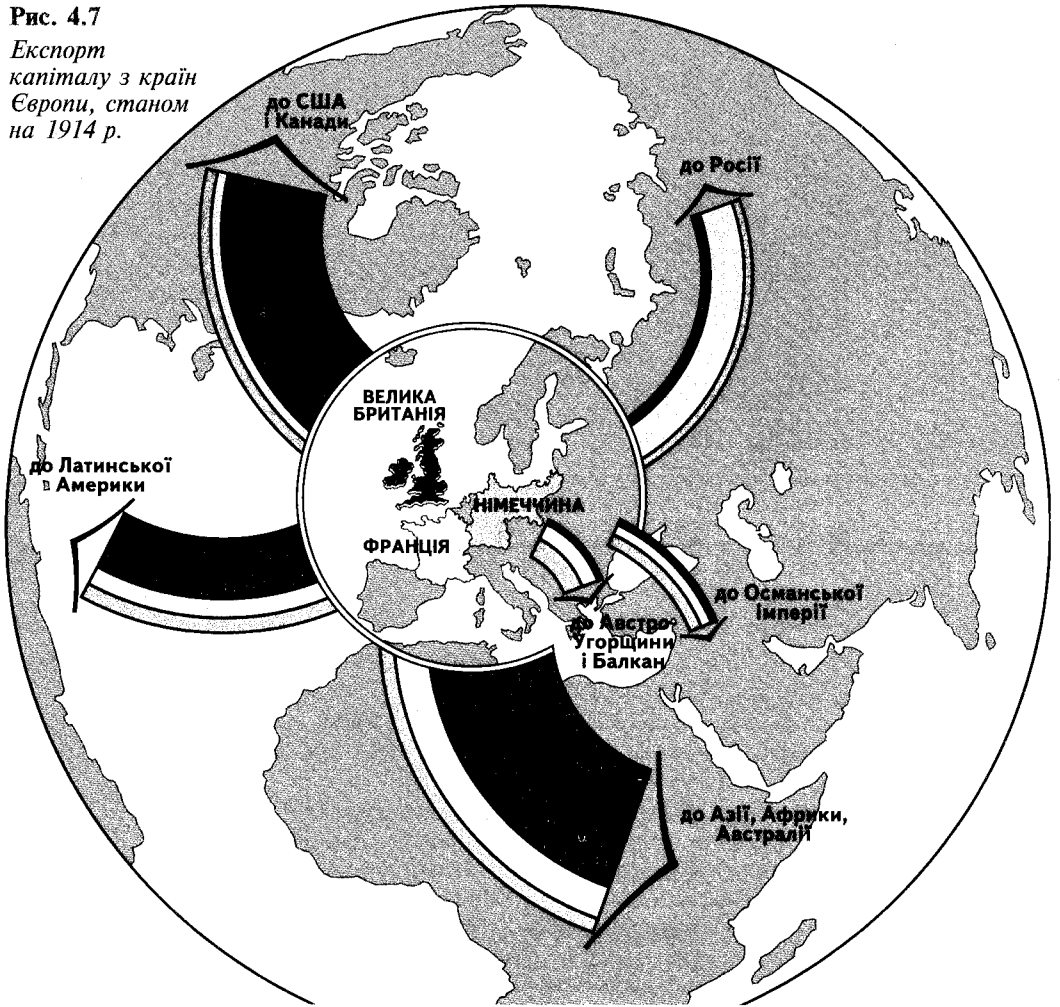 Рис. 4.7
Експорт
капіталу з країн
Європи, станом
на 1914 р.
до США
і Канади
до Росії
ВЕЛИКА
БРИТАНІЯ
до Латинської
Америки
НІМЕЧЧИНА
ФРАНЦІЯ
до Османської
Імперії
до Австро-
Угорщини
і Балкан
до Азії, Африки,
Австралії